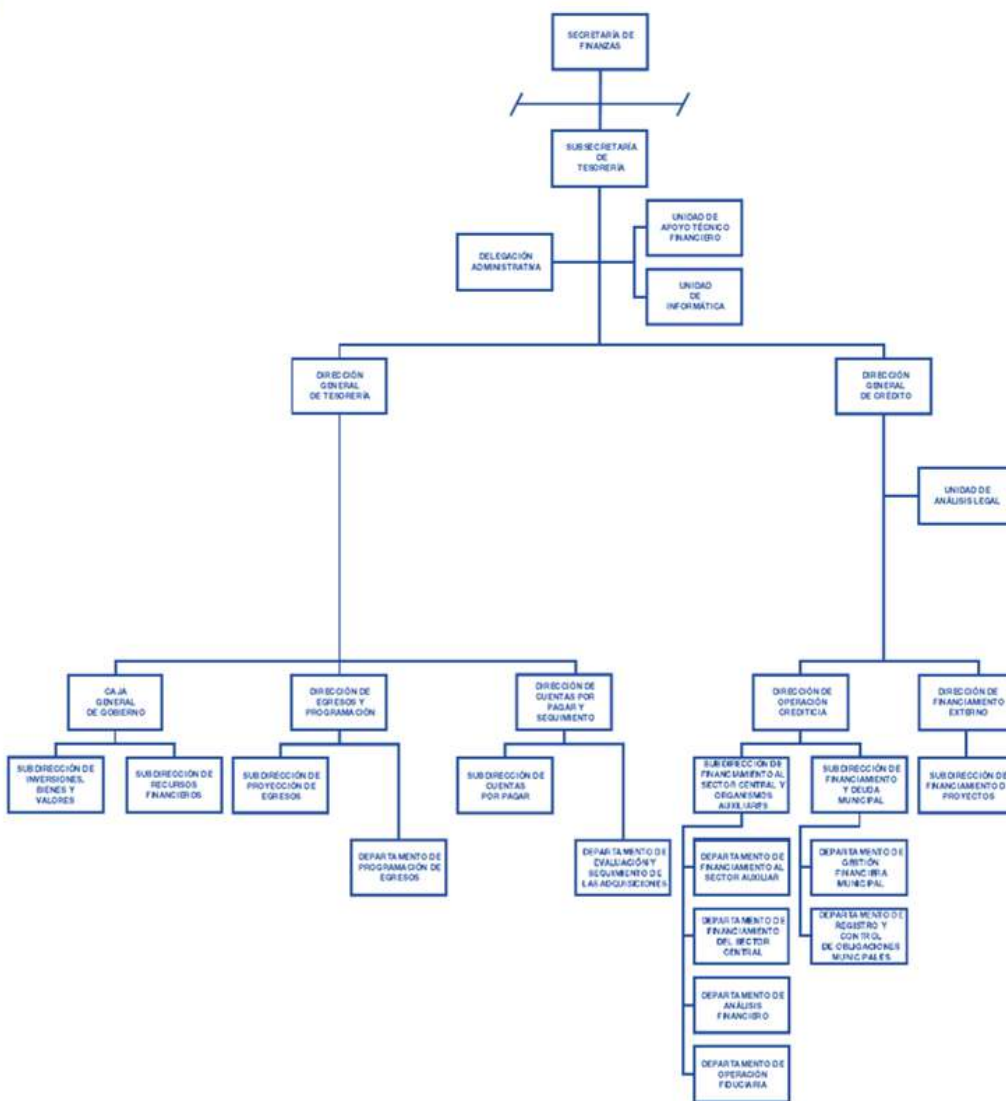 SECRETARÍA DE
FINANZAS
SUBSECRETARÍA
DE
TESORERÍA
UNIDAD DE
APOYO TÉCNICO
FINANCIERO
DELEGACIÓN
ADMINISTRATIVA
UNIDAD
DE
INFORMÁTICA
DIRECCIÓN
GENERAL
DE TESORERÍA
DIRECCIÓN
GENERAL
DE CRÉDITO
UNIDAD DE
ANÁLISIS LEGAL
CAJA
GENERAL
DE GOBIERNO
DIRECCIÓN DE
EGRESOS Y
PROGRAMACIÓN
DIRECCIÓN DE
CUENTAS POR
PAGAR Y
SEGUIMIENTO
DIRECCIÓN DE
OPERACIÓN
CREDITICIA
DIRECCIÓN DE
FINANCIAMIENTO
EXTERNO
SUBDIRECCIÓN DE
INVERSIONES,
BIENES Y
VALORES
SUBDIRECCIÓN DE
RECURSOS
FINANCIEROS
SUBDIRECCIÓN DE
PROYECCIÓN DE
EGRESOS
SUBDIRECCIÓN DE
CUENTAS
POR PAGAR
SUBDIRECCIÓN DE
FINANCIAMIENTO AL
SECTOR CENTRAL Y
ORGANISMOS
AUXILIARES
SUBDIRECCIÓN DE
FINANCIAMIENTO
Y DEUDA
MUNICIPAL
SUBDIRECCIÓN DE
FINANCIAMIENTO DE
PROYECTOS
DEPARTAMENTO DE
PROGRAMACIÓN DE
EGRESOS
DEPARTAMENTO DE
EVALUACIÓN Y
SEGUIMIENTO DE
LAS ADQUISICIONES
DEPARTAMENTO DE
FINANCIAMIENTO AL
SECTOR AUXILIAR
DEPARTAMENTO DE
GESTIÓN
FINANCIERA
MUNICIPAL
DEPARTAMENTO DE
FINANCIAMIENTO
DEL SECTOR
CENTRAL
DEPARTAMENTO DE
REGISTRO Y
CONTROL
DE OBLIGACIONES
MUNICIPALES
DEPARTAMENTO DE
ANÁLISIS
FINANCIERO
DEPARTAMENTO DE
OPERACIÓN
FIDUCIARIA